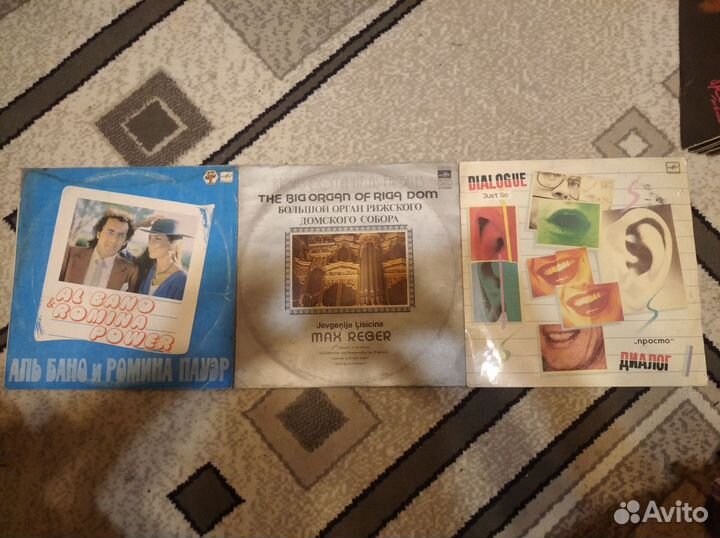 AL BANO
& ROMINA
POWER
АЛЬ БАНО и РОМИНА ПАУЭР
THE BIG ORGAN OF RIGA DOM
БОЛЬШОЙ ОРГАН РИЖСКОГО
ДОМСКОГО СОБОРА
Jevgenija Ļisicina
MAX REGER
DIALOGUE
Just So
„просто“
ДИАЛОГ
Avito